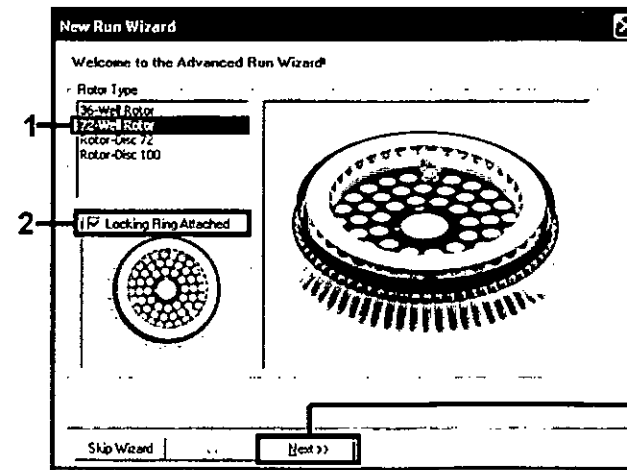 New Run Wizard
Welcome to the Advanced Run Wizard!
Rotor Type
36-Well Rotor
1
72-Well Rotor
Rotor-Disc 72
Rotor-Disc 100
2
Locking Ring Attached
Skip Wizard
Next >>